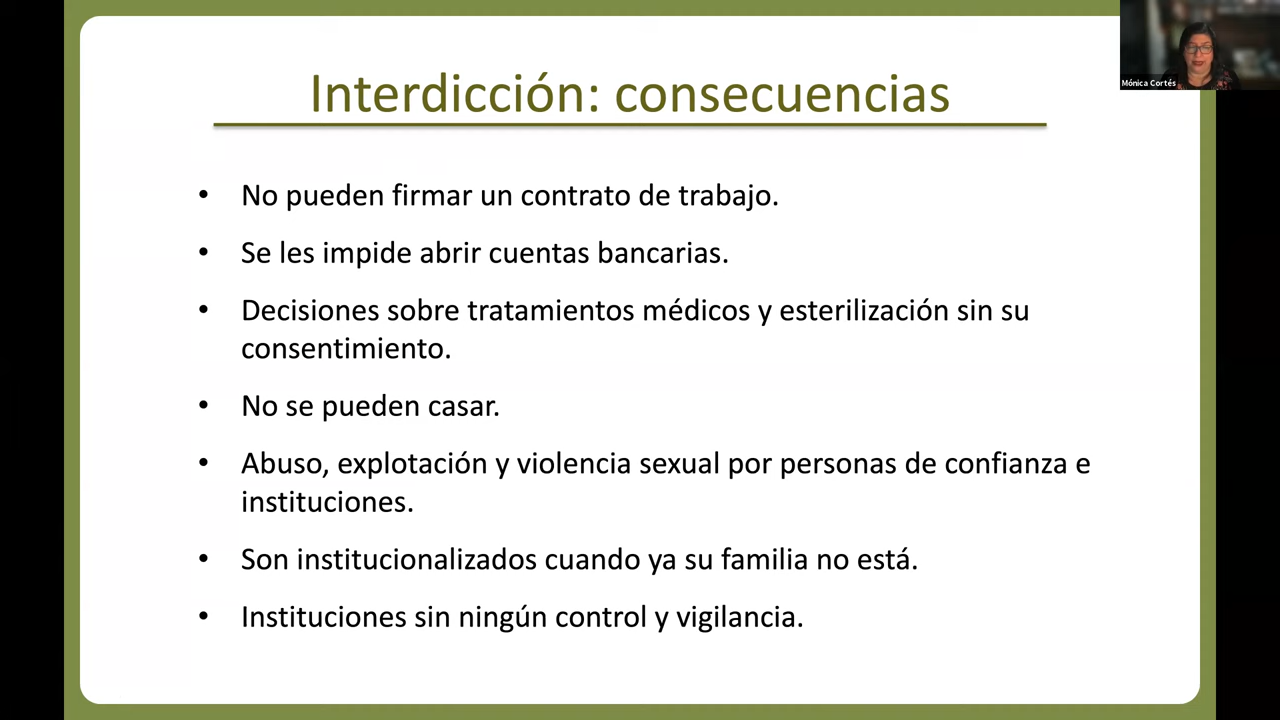 Interdicción: consecuencias
Mónica Cortés
• No pueden firmar un contrato de trabajo.
• Se les impide abrir cuentas bancarias.
• Decisiones sobre tratamientos médicos y esterilización sin su
consentimiento.
• No se pueden casar.
• Abuso, explotación y violencia sexual por personas de confianza e
instituciones.
• Son institucionalizados cuando ya su familia no está.
• Instituciones sin ningún control y vigilancia.